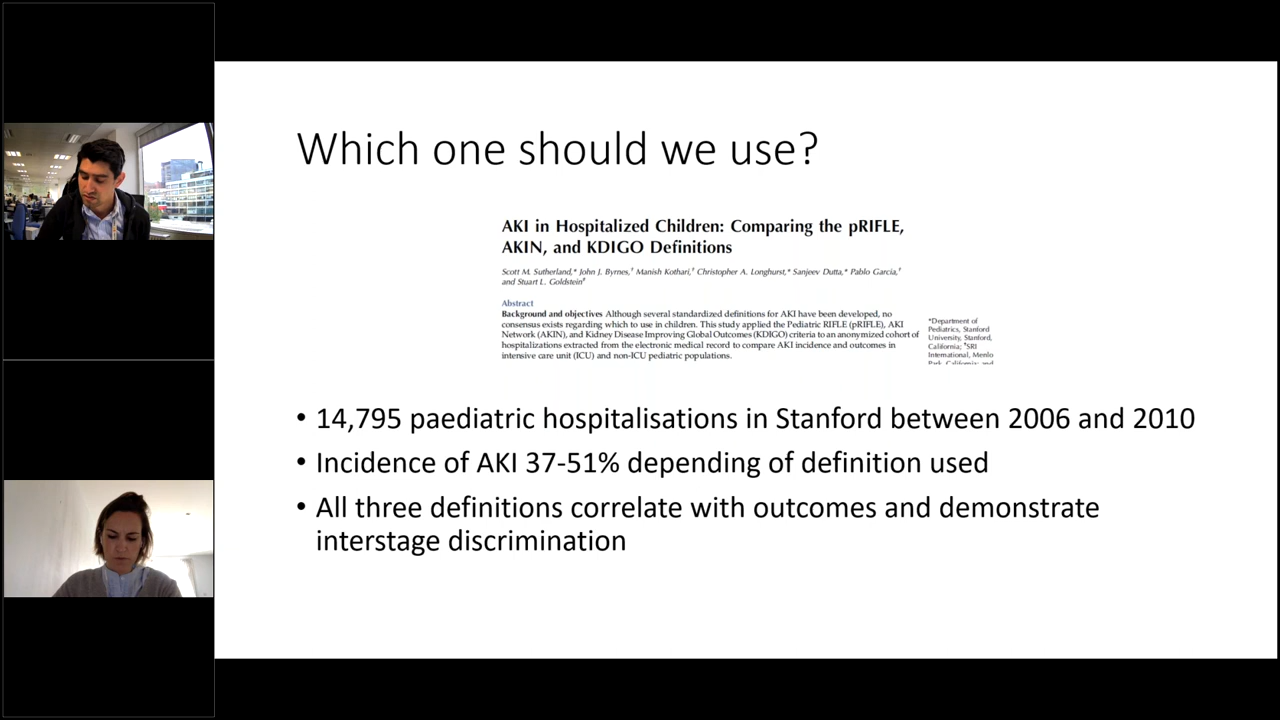 Which one should we use?
AKI in Hospitalized Children: Comparing the pRIFLE,
AKIN, and KDIGO Definitions
Scott M. Sutherland,* John J. Byrnes,† Manish Kothari,† Christopher A. Longhurst,* Sanjeev Dutta,* Pablo Garcia,†
and Stuart L. Goldstein‡
Abstract
Background and objectives Although several standardized definitions for AKI have been developed, no
consensus exists regarding which to use in children. This study applied the Pediatric RIFLE (pRIFLE), AKI
Network (AKIN), and Kidney Disease Improving Global Outcomes (KDIGO) criteria to an anonymized cohort of
hospitalizations extracted from the electronic medical record to compare AKI incidence and outcomes in
intensive care unit (ICU) and non-ICU pediatric populations.
*Department of
Pediatrics, Stanford
University, Stanford,
California; †SRI
International, Menlo
Park, California; and
• 14,795 paediatric hospitalisations in Stanford between 2006 and 2010
• Incidence of AKI 37-51% depending of definition used
• All three definitions correlate with outcomes and demonstrate
interstage discrimination